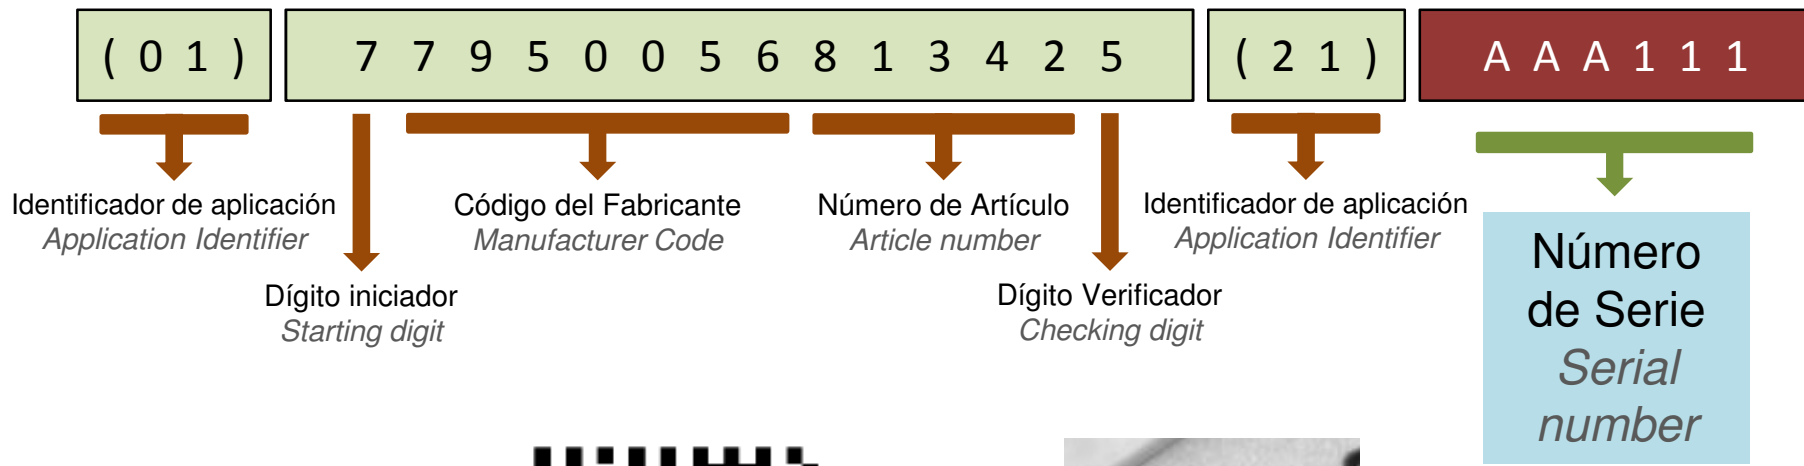 ( 0 1 ) 7 7 9 5 0 0 5 6 8 1 3 4 2 5 ( 2 1 ) A A A 1 1 1
Identificador de aplicación
Application Identifier
Código del Fabricante
Manufacturer Code
Número de Artículo
Article number
Identificador de aplicación
Application Identifier
Dígito iniciador
Starting digit
Dígito Verificador
Checking digit
Número
de Serie
Serial
number